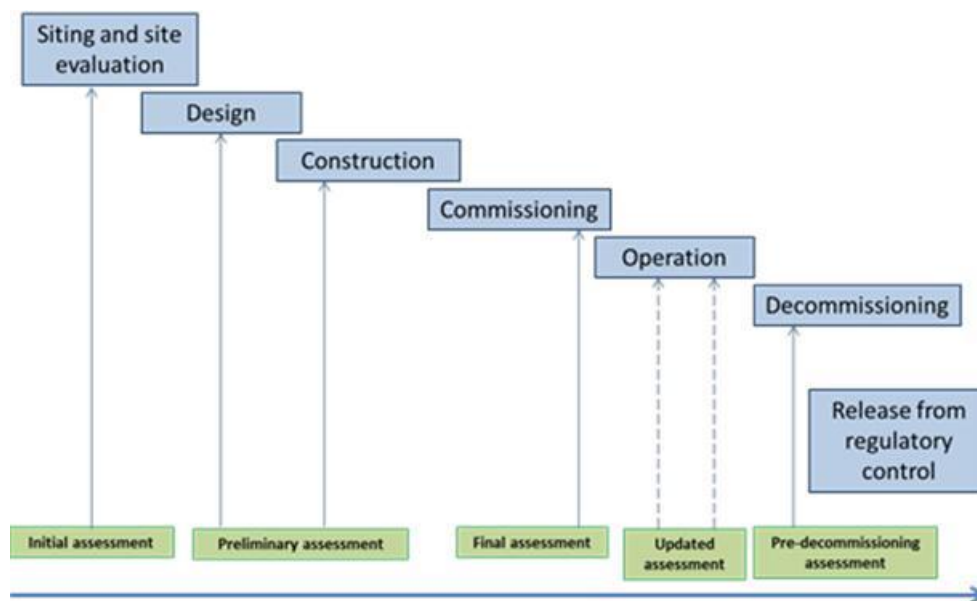 Siting and site
evaluation
Design
Construction
Commissioning
Operation
Decommissioning
Release from
regulatory
control
Initial assessment
Preliminary assessment
Final assessment
Updated
assessment
Pre-decommissioning
assessment